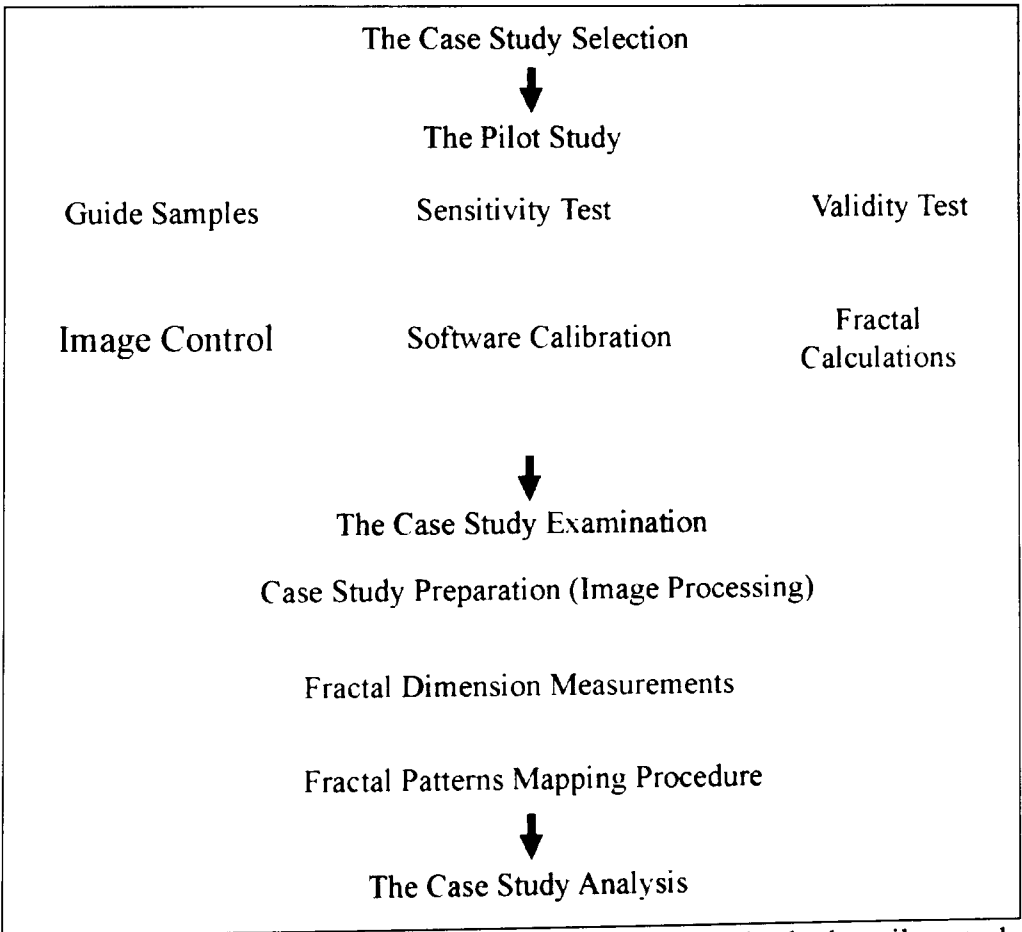 The Case Study Selection
The Pilot Study
Guide Samples Sensitivity Test Validity Test
Image Control Software Calibration Fractal
Calculations
The Case Study Examination
Case Study Preparation (Image Processing)
Fractal Dimension Measurements
Fractal Patterns Mapping Procedure
The Case Study Analysis